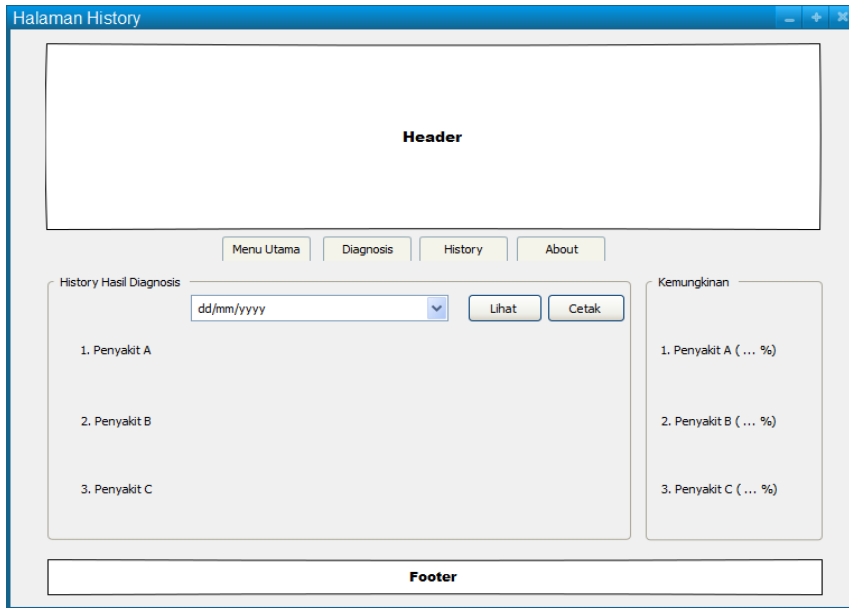 Halaman History
Header
Menu Utama Diagnosis History About
History Hasil Diagnosis Kemungkinan
dd/mm/yyyy Lihat Cetak
1. Penyakit A 1. Penyakit A ( ... %)
2. Penyakit B 2. Penyakit B ( ... %)
3. Penyakit C 3. Penyakit C ( ... %)
Footer